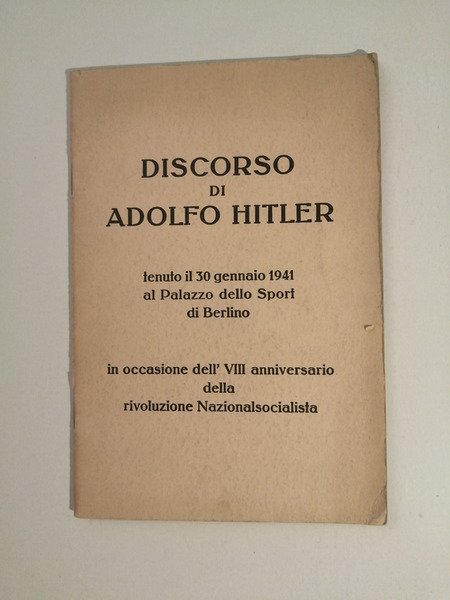 DISCORSO
DI
ADOLFO HITLER
tenuto il 30 gennaio 1941
al Palazzo dello Sport
di Berlino
in occasione dell' VIII anniversario
della
rivoluzione Nazionalsocialista